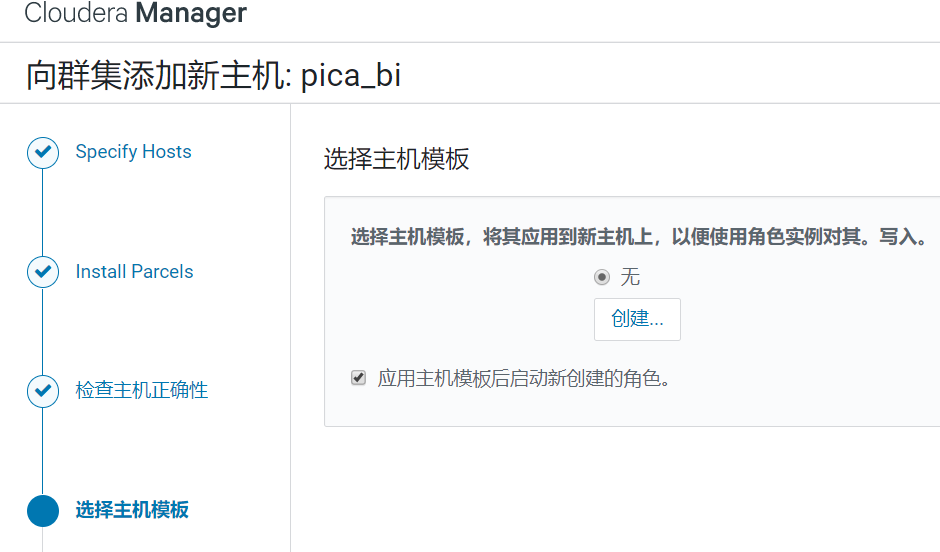 Cloudera Manager
向群集添加新主机: pica_bi
Specify Hosts
Install Parcels
检查主机正确性
选择主机模板
选择主机模板
选择主机模板，将其应用到新主机上，以便使用角色实例对其。写入。
无
创建...
应用主机模板后启动新创建的角色。